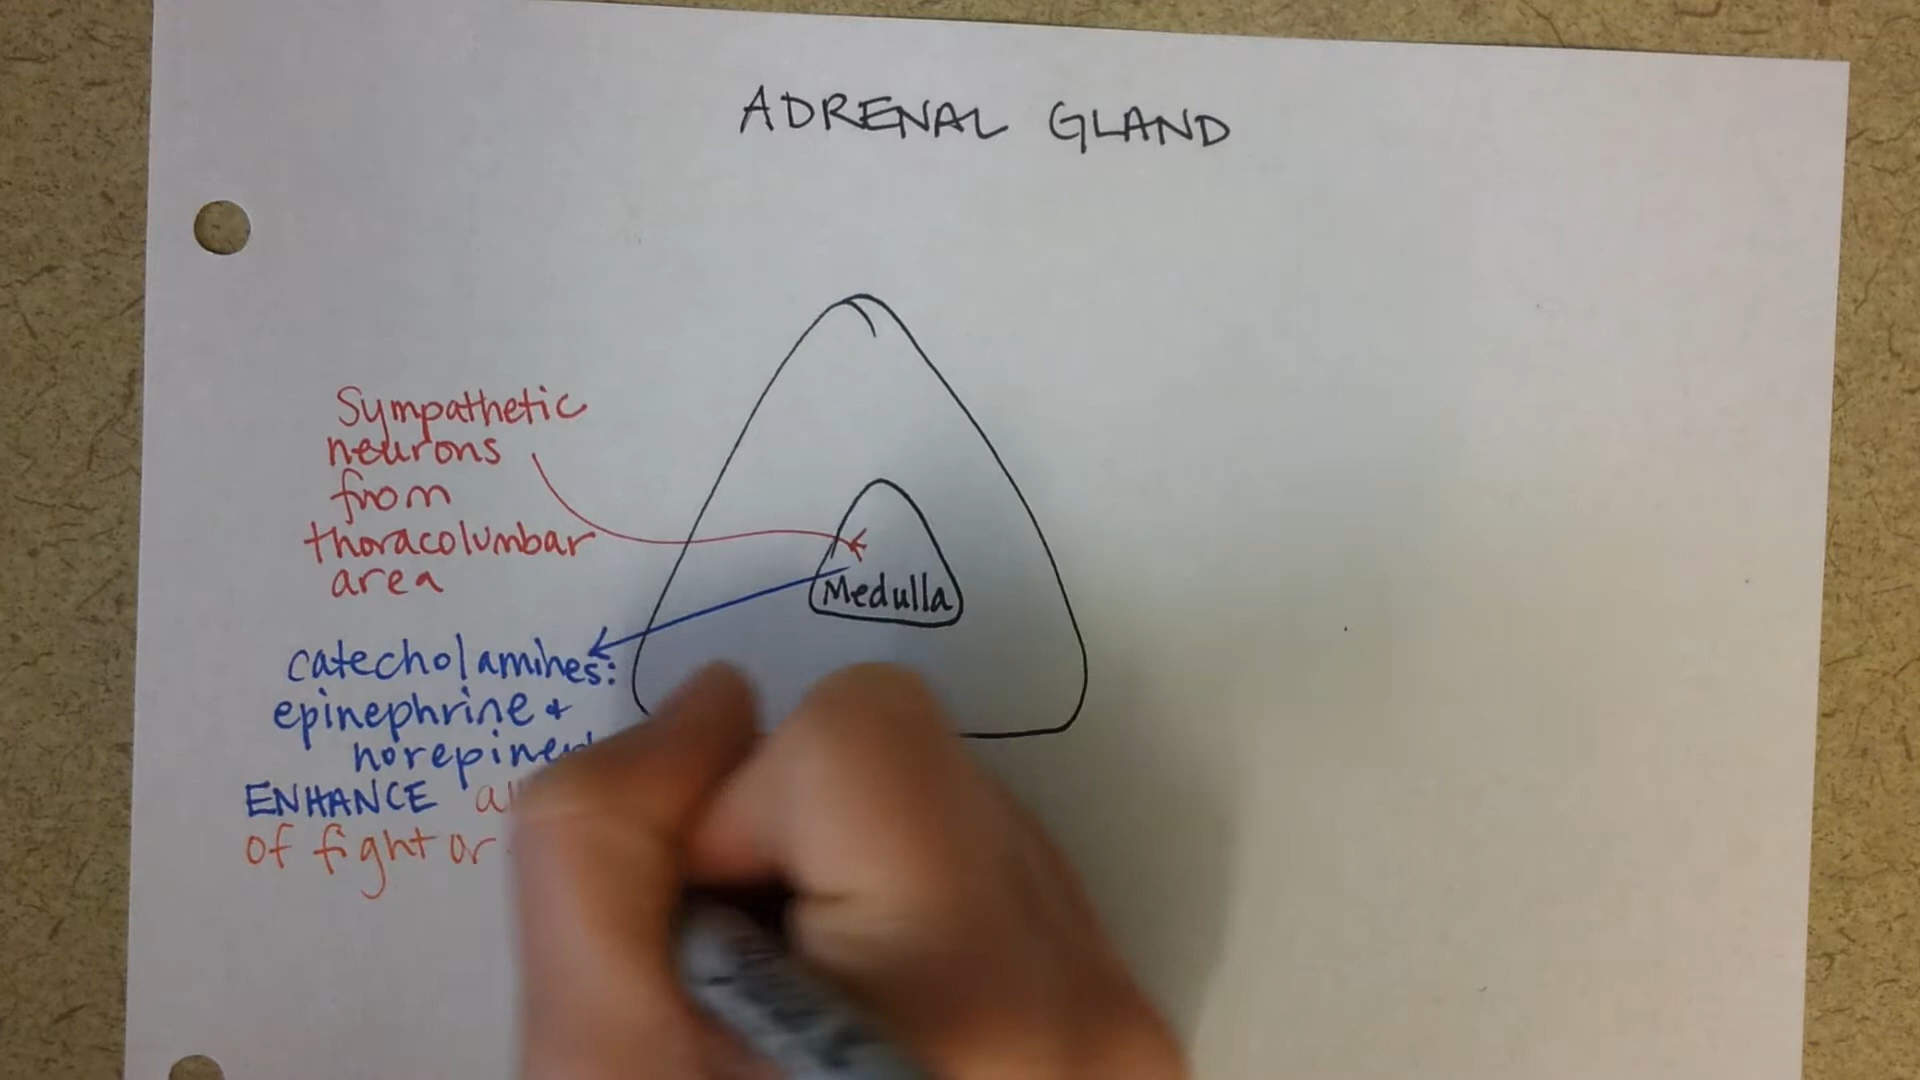 ADRENAL GLAND
Sympathetic
neurons
from
thoracolumbar
area
Medulla
catecholamines:
epinephrine +
ENHANCE
of fight or